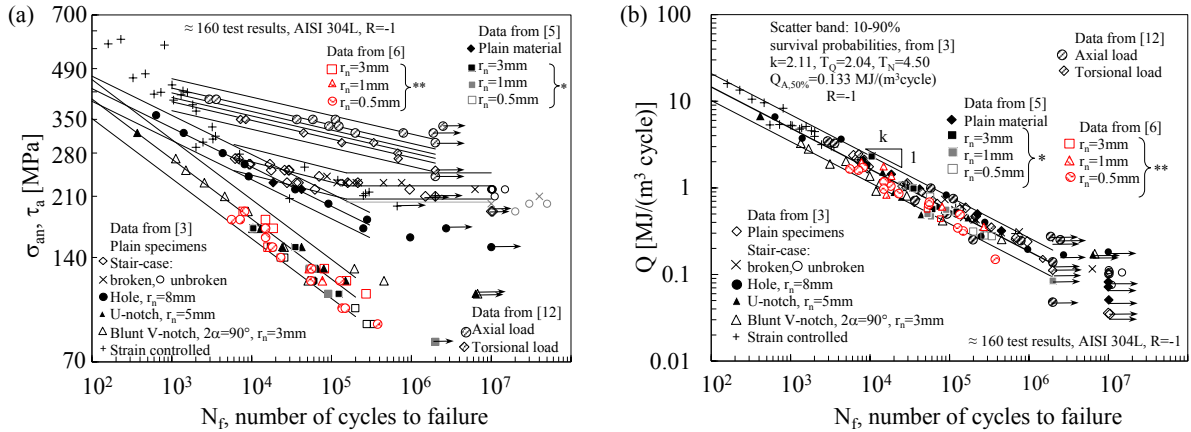 (a)
≈ 160 test results, AISI 304L, R=-1
Data from [5]
Plain material
r_n=3mm
r_n=1mm
r_n=0.5mm
*
Data from [6]
r_n=3mm
r_n=1mm
r_n=0.5mm
**
700
490
350
280
210
140
70
σ_an, τ_a [MPa]
Data from [3]
Plain specimens
Stair-case:
broken, unbroken
Hole, r_n=8mm
U-notch, r_n=5mm
Blunt V-notch, 2α=90°, r_n=3mm
Strain controlled
Data from [12]
Axial load
Torsional load
10^2 10^3 10^4 10^5 10^6 10^7
N_f, number of cycles to failure
(b)
Scatter band: 10-90%
survival probabilities, from [3]
k=2.11, T_Q=2.04, T_N=4.50
Q_A,50%=0.133 MJ/(m³cycle)
R=-1
Data from [12]
Axial load
Torsional load
Data from [5]
Plain material
r_n=3mm
r_n=1mm
r_n=0.5mm
*
Data from [6]
r_n=3mm
r_n=1mm
r_n=0.5mm
**
k
1
100
10
1
0.1
0.01
Q [MJ/(m³ cycle)]
Data from [3]
Plain specimens
Stair-case:
broken, unbroken
Hole, r_n=8mm
U-notch, r_n=5mm
Blunt V-notch, 2α=90°, r_n=3mm
Strain controlled
≈ 160 test results, AISI 304L, R=-1
10^2 10^3 10^4 10^5 10^6 10^7
N_f, number of cycles to failure